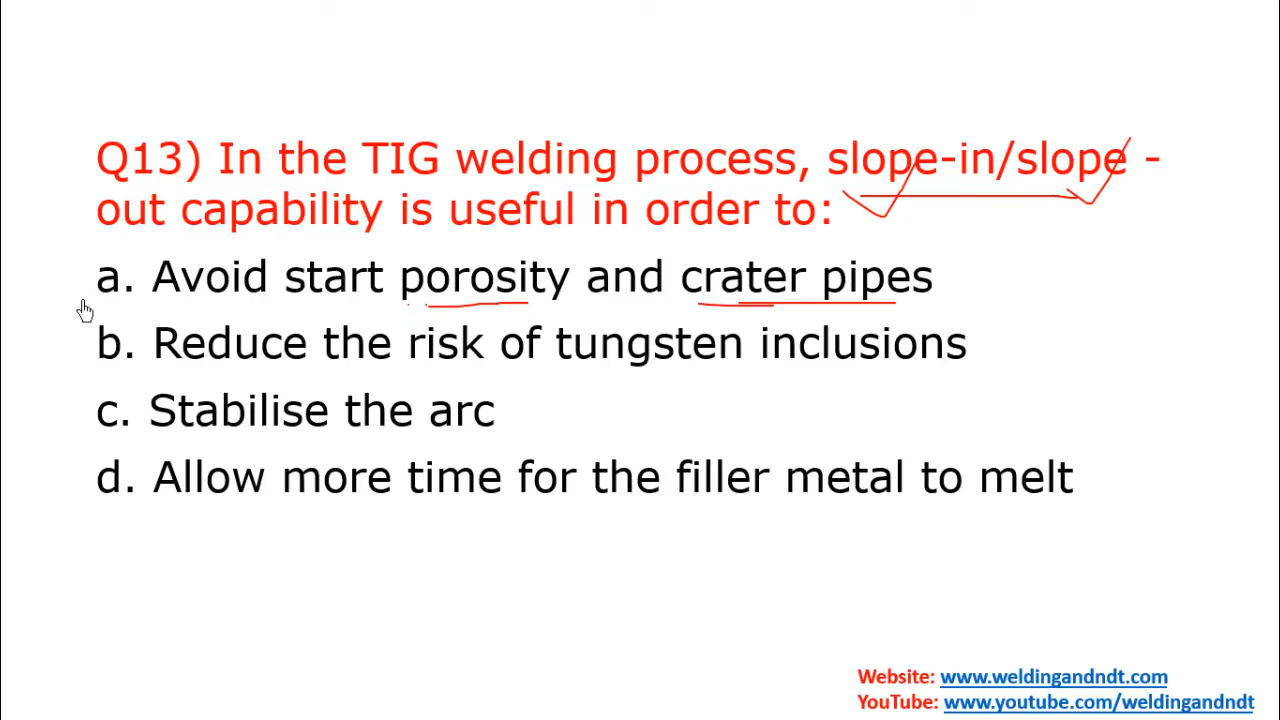 Q13) In the TIG welding process, slope-in/slope -
out capability is useful in order to:
a. Avoid start porosity and crater pipes
b. Reduce the risk of tungsten inclusions
c. Stabilise the arc
d. Allow more time for the filler metal to melt
Website: www.weldingandndt.com
YouTube: www.youtube.com/weldingandndt